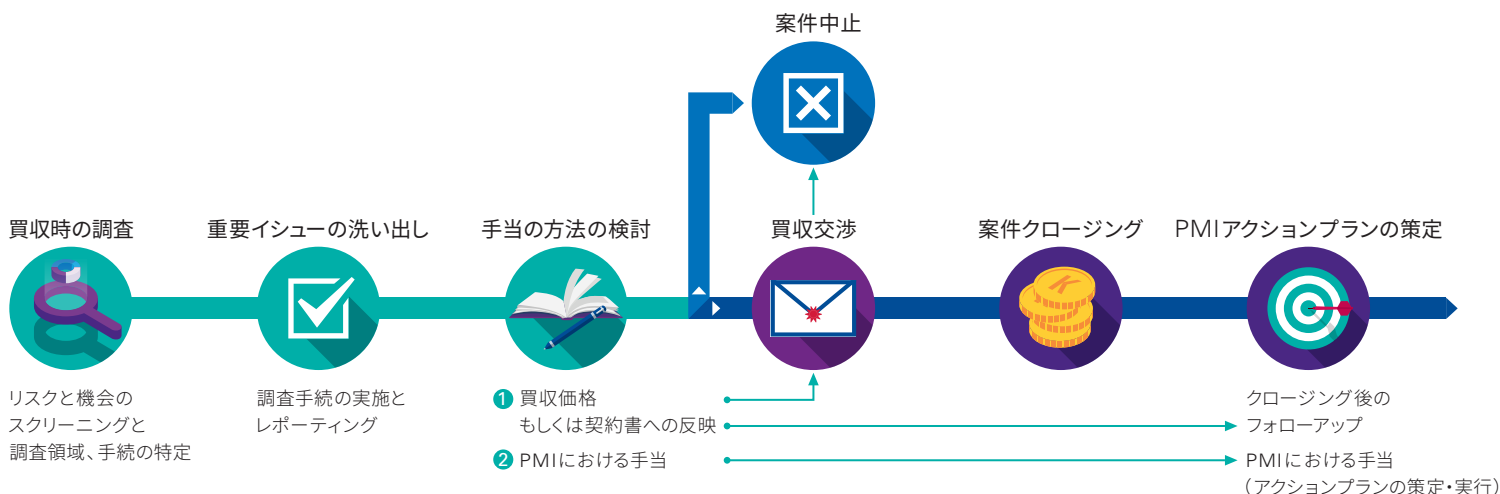 案件中止
買収時の調査
重要イシューの洗い出し
手当の方法の検討
買収交渉
案件クロージング
PMIアクションプランの策定
K
リスクと機会の
スクリーニングと
調査領域、手続の特定
調査手続の実施と
レポーティング
1 買収価格
もしくは契約書への反映
2 PMIにおける手当
クロージング後の
フォローアップ
PMIにおける手当
（アクションプランの策定・実行）